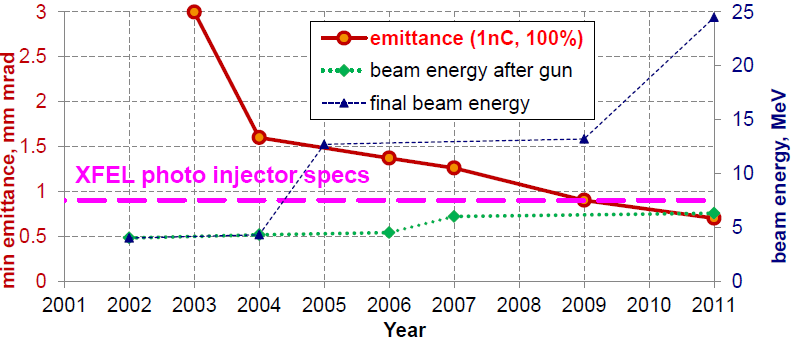 3
2.5
2
1.5
1
0.5
0
min emittance, mm mrad
emittance (1nC, 100%)
beam energy after gun
final beam energy
XFEL photo injector specs
25
20
15
10
5
0
beam energy, MeV
2001 2002 2003 2004 2005 2006 2007 2008 2009 2010 2011
Year